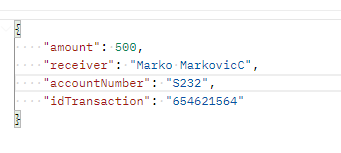 {
"amount": 500,
"receiver": "Marko MarkovicC",
"accountNumber": "S232",
"idTransaction": "654621564"
}